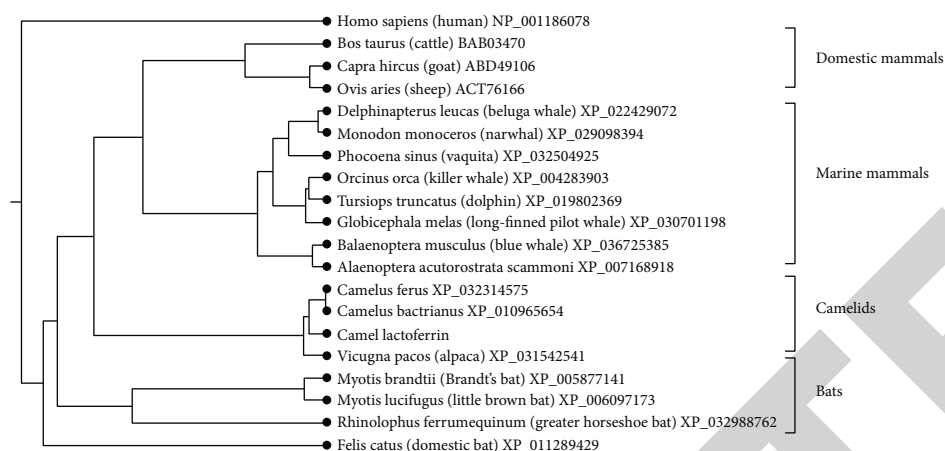 Homo sapiens (human) NP_001186078
Bos taurus (cattle) BAB03470
Capra hircus (goat) ABD49106
Ovis aries (sheep) ACT76166
Domestic mammals
Delphinapterus leucas (beluga whale) XP_022429072
Monodon monoceros (narwhal) XP_029098394
Phocoena sinus (vaquita) XP_032504925
Orcinus orca (killer whale) XP_004283903
Tursiops truncatus (dolphin) XP_019802369
Globicephala melas (long-finned pilot whale) XP_030701198
Balaenoptera musculus (blue whale) XP_036725385
Alaenoptera acutorostrata scammoni XP_007168918
Marine mammals
Camelus ferus XP_032314575
Camelus bactrianus XP_010965654
Camel lactoferrin
Vicugna pacos (alpaca) XP_031542541
Camelids
Myotis brandtii (Brandt's bat) XP_005877141
Myotis lucifugus (little brown bat) XP_006097173
Rhinolophus ferrumequinum (greater horseshoe bat) XP_032988762
Bats
Felis catus (domestic bat) XP_011289429